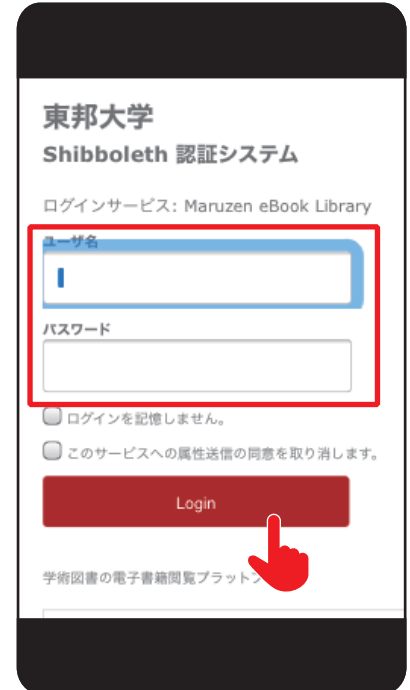 東邦大学
Shibboleth 認証システム
ログインサービス: Maruzen eBook Library
ユーザ名
パスワード
ログインを記憶しません。
このサービスへの属性送信の同意を取り消します。
Login
学術図書の電子書籍閲覧プラット